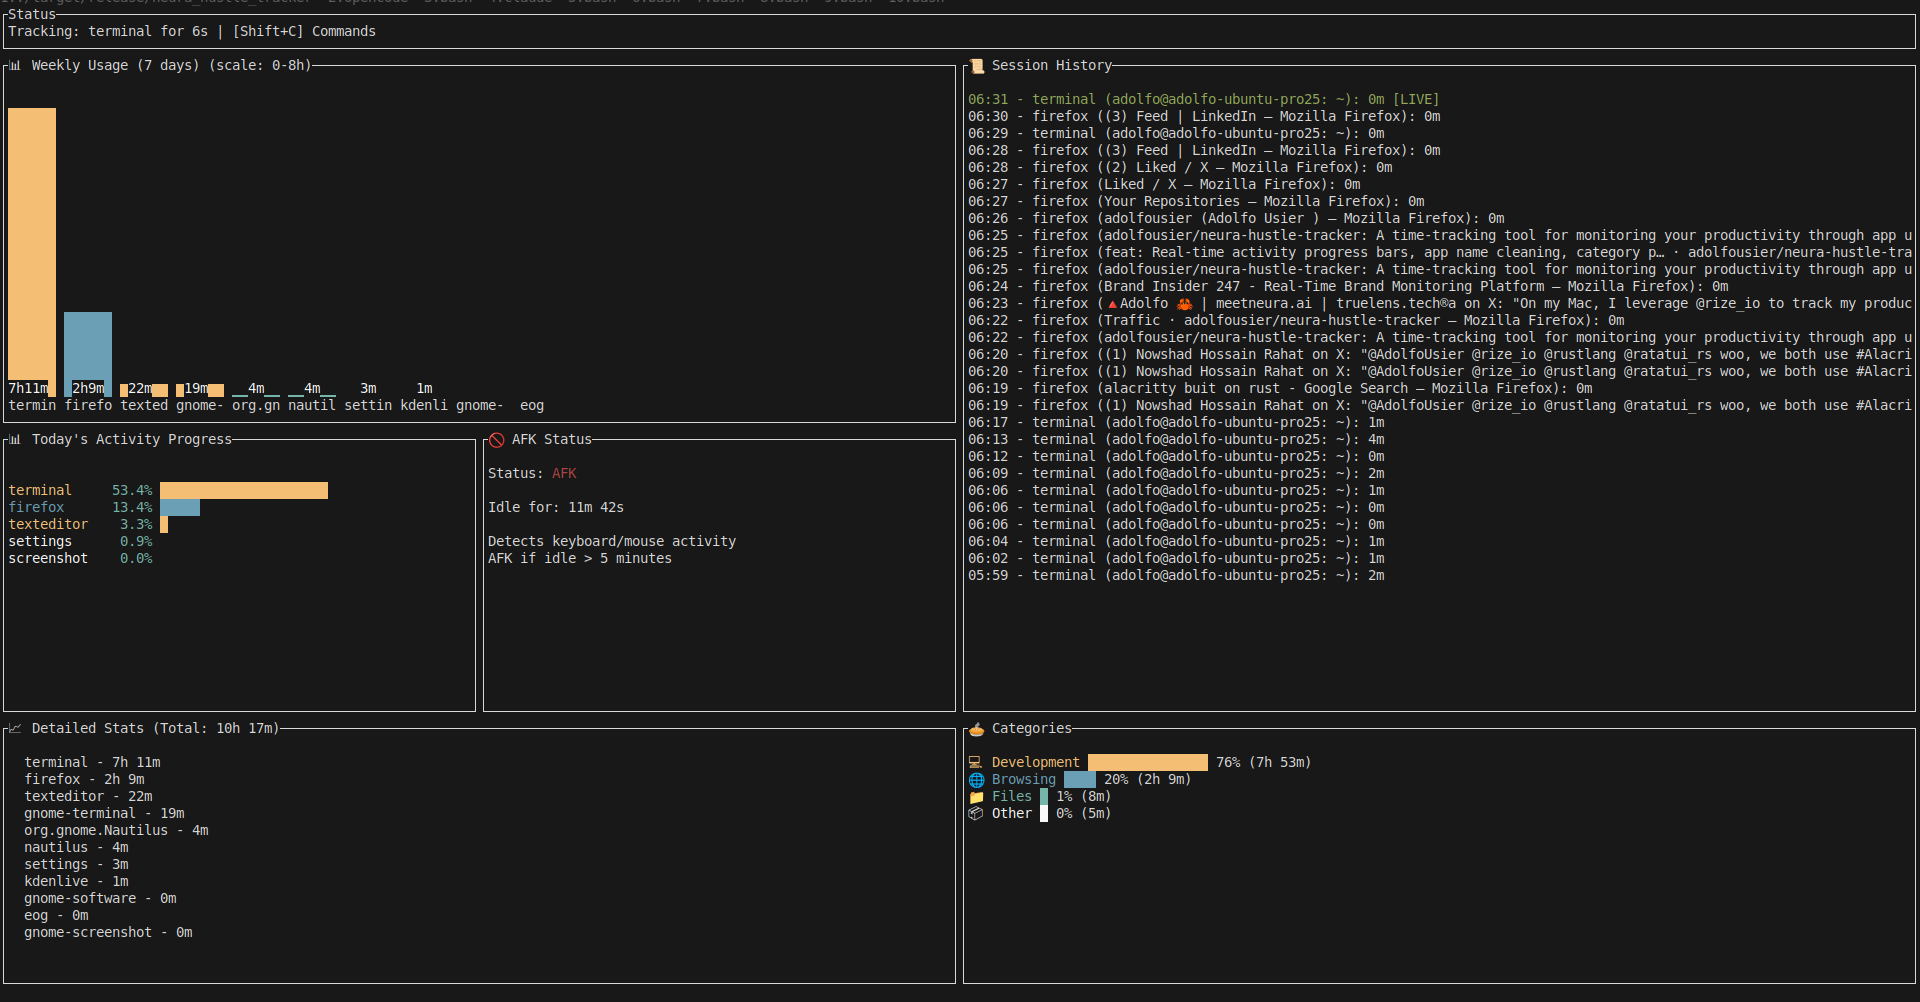 Status
Tracking: terminal for 6s | [Shift+C] Commands
📊 Weekly Usage (7 days) (scale: 0-8h)
7h11m 2h9m 22m 19m 4m 4m 3m 1m
termin firefo texted gnome- org.gn nautil settin kdenli gnome- eog
📊 Today's Activity Progress
terminal 53.4%
firefox 13.4%
texteditor 3.3%
settings 0.9%
screenshot 0.0%
🚫 AFK Status
Status: AFK
Idle for: 11m 42s
Detects keyboard/mouse activity
AFK if idle > 5 minutes
📜 Session History
06:31 - terminal (adolfo@adolfo-ubuntu-pro25: ~): 0m [LIVE]
06:30 - firefox ((3) Feed | LinkedIn — Mozilla Firefox): 0m
06:29 - terminal (adolfo@adolfo-ubuntu-pro25: ~): 0m
06:28 - firefox ((3) Feed | LinkedIn — Mozilla Firefox): 0m
06:28 - firefox ((2) Liked / X — Mozilla Firefox): 0m
06:27 - firefox (Liked / X — Mozilla Firefox): 0m
06:27 - firefox (Your Repositories — Mozilla Firefox): 0m
06:26 - firefox (adolfousier (Adolfo Usier ) — Mozilla Firefox): 0m
06:25 - firefox (adolfousier/neura-hustle-tracker: A time-tracking tool for monitoring your productivity through app u
06:25 - firefox (feat: Real-time activity progress bars, app name cleaning, category p… · adolfousier/neura-hustle-tra
06:25 - firefox (adolfousier/neura-hustle-tracker: A time-tracking tool for monitoring your productivity through app u
06:24 - firefox (Brand Insider 247 - Real-Time Brand Monitoring Platform — Mozilla Firefox): 0m
06:23 - firefox (🔺Adolfo 🦀 | meetneura.ai | truelens.tech®a on X: "On my Mac, I leverage @rize_io to track my produc
06:22 - firefox (Traffic · adolfousier/neura-hustle-tracker — Mozilla Firefox): 0m
06:22 - firefox (adolfousier/neura-hustle-tracker: A time-tracking tool for monitoring your productivity through app u
06:20 - firefox ((1) Nowshad Hossain Rahat on X: "@AdolfoUsier @rize_io @rustlang @ratatui_rs woo, we both use #Alacri
06:20 - firefox ((1) Nowshad Hossain Rahat on X: "@AdolfoUsier @rize_io @rustlang @ratatui_rs woo, we both use #Alacri
06:19 - firefox (alacritty buit on rust - Google Search — Mozilla Firefox): 0m
06:19 - firefox ((1) Nowshad Hossain Rahat on X: "@AdolfoUsier @rize_io @rustlang @ratatui_rs woo, we both use #Alacri
06:17 - terminal (adolfo@adolfo-ubuntu-pro25: ~): 1m
06:13 - terminal (adolfo@adolfo-ubuntu-pro25: ~): 4m
06:12 - terminal (adolfo@adolfo-ubuntu-pro25: ~): 0m
06:09 - terminal (adolfo@adolfo-ubuntu-pro25: ~): 2m
06:06 - terminal (adolfo@adolfo-ubuntu-pro25: ~): 1m
06:06 - terminal (adolfo@adolfo-ubuntu-pro25: ~): 0m
06:06 - terminal (adolfo@adolfo-ubuntu-pro25: ~): 0m
06:04 - terminal (adolfo@adolfo-ubuntu-pro25: ~): 1m
06:02 - terminal (adolfo@adolfo-ubuntu-pro25: ~): 1m
05:59 - terminal (adolfo@adolfo-ubuntu-pro25: ~): 2m
📈 Detailed Stats (Total: 10h 17m)
terminal - 7h 11m
firefox - 2h 9m
texteditor - 22m
gnome-terminal - 19m
org.gnome.Nautilus - 4m
nautilus - 4m
settings - 3m
kdenlive - 1m
gnome-software - 0m
eog - 0m
gnome-screenshot - 0m
🥧 Categories
💻 Development 76% (7h 53m)
🌐 Browsing 20% (2h 9m)
📁 Files 1% (8m)
📦 Other 0% (5m)